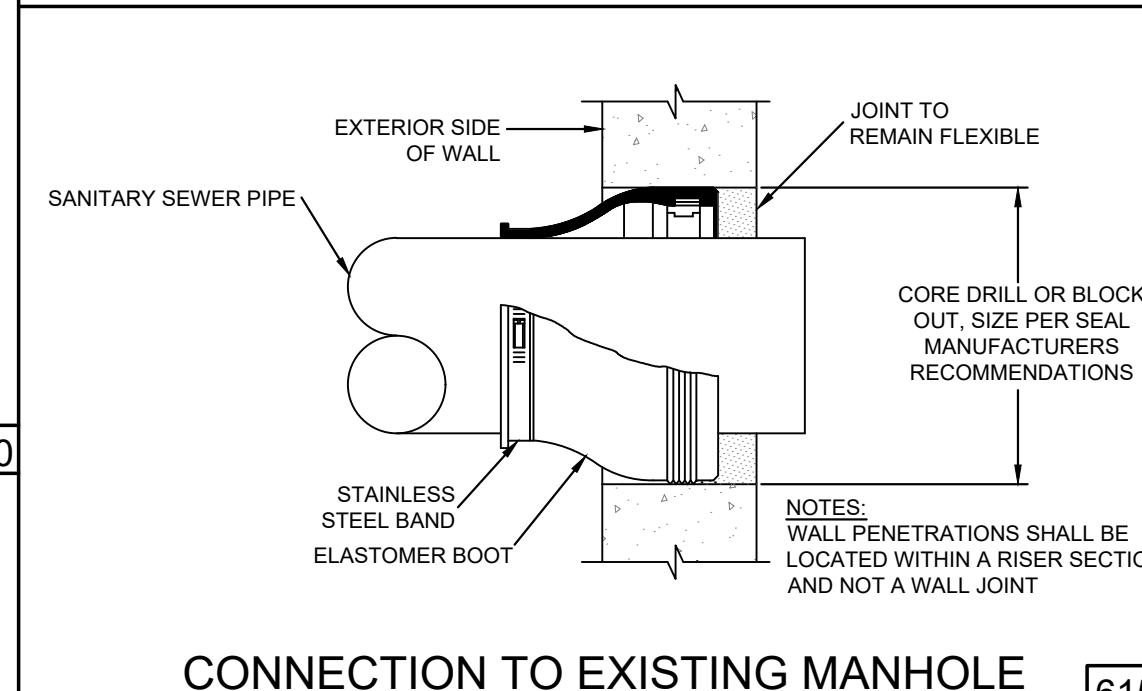 EXTERIOR SIDE
OF WALL
JOINT TO
REMAIN FLEXIBLE
SANITARY SEWER PIPE
CORE DRILL OR BLOCK
OUT, SIZE PER SEAL
MANUFACTURERS
RECOMMENDATIONS
STAINLESS
STEEL BAND
ELASTOMER BOOT
NOTES:
WALL PENETRATIONS SHALL BE
LOCATED WITHIN A RISER SECTIO
AND NOT A WALL JOINT
CONNECTION TO EXISTING MANHOLE